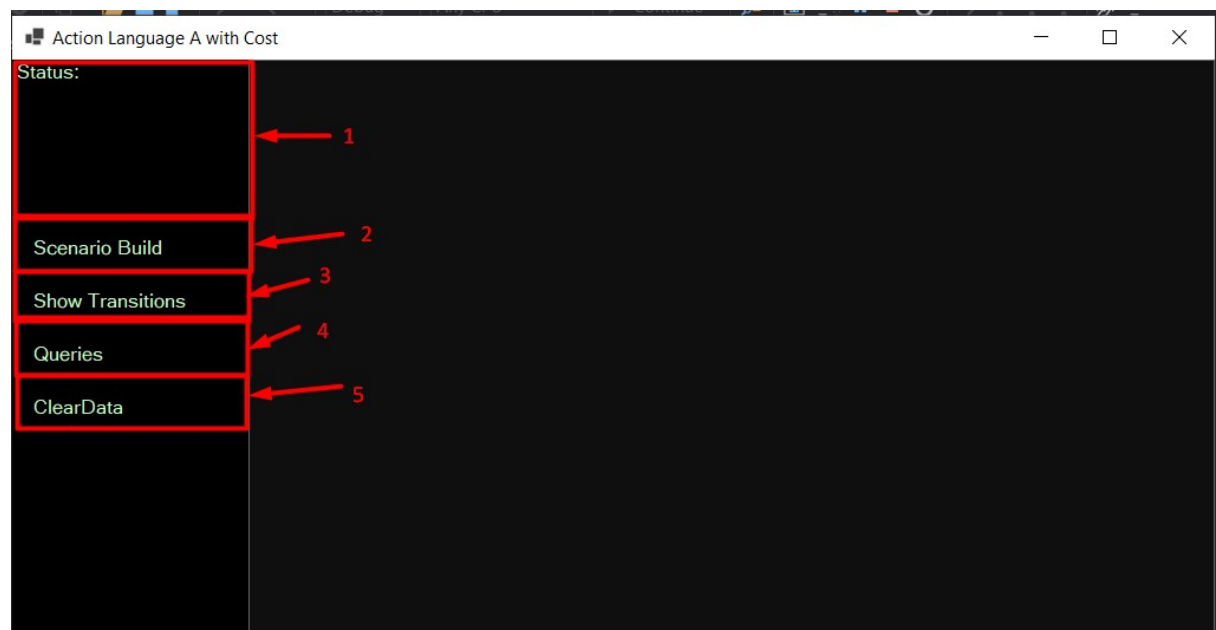 Action Language A with Cost
Status:
1
Scenario Build
2
Show Transitions
3
Queries
4
ClearData
5